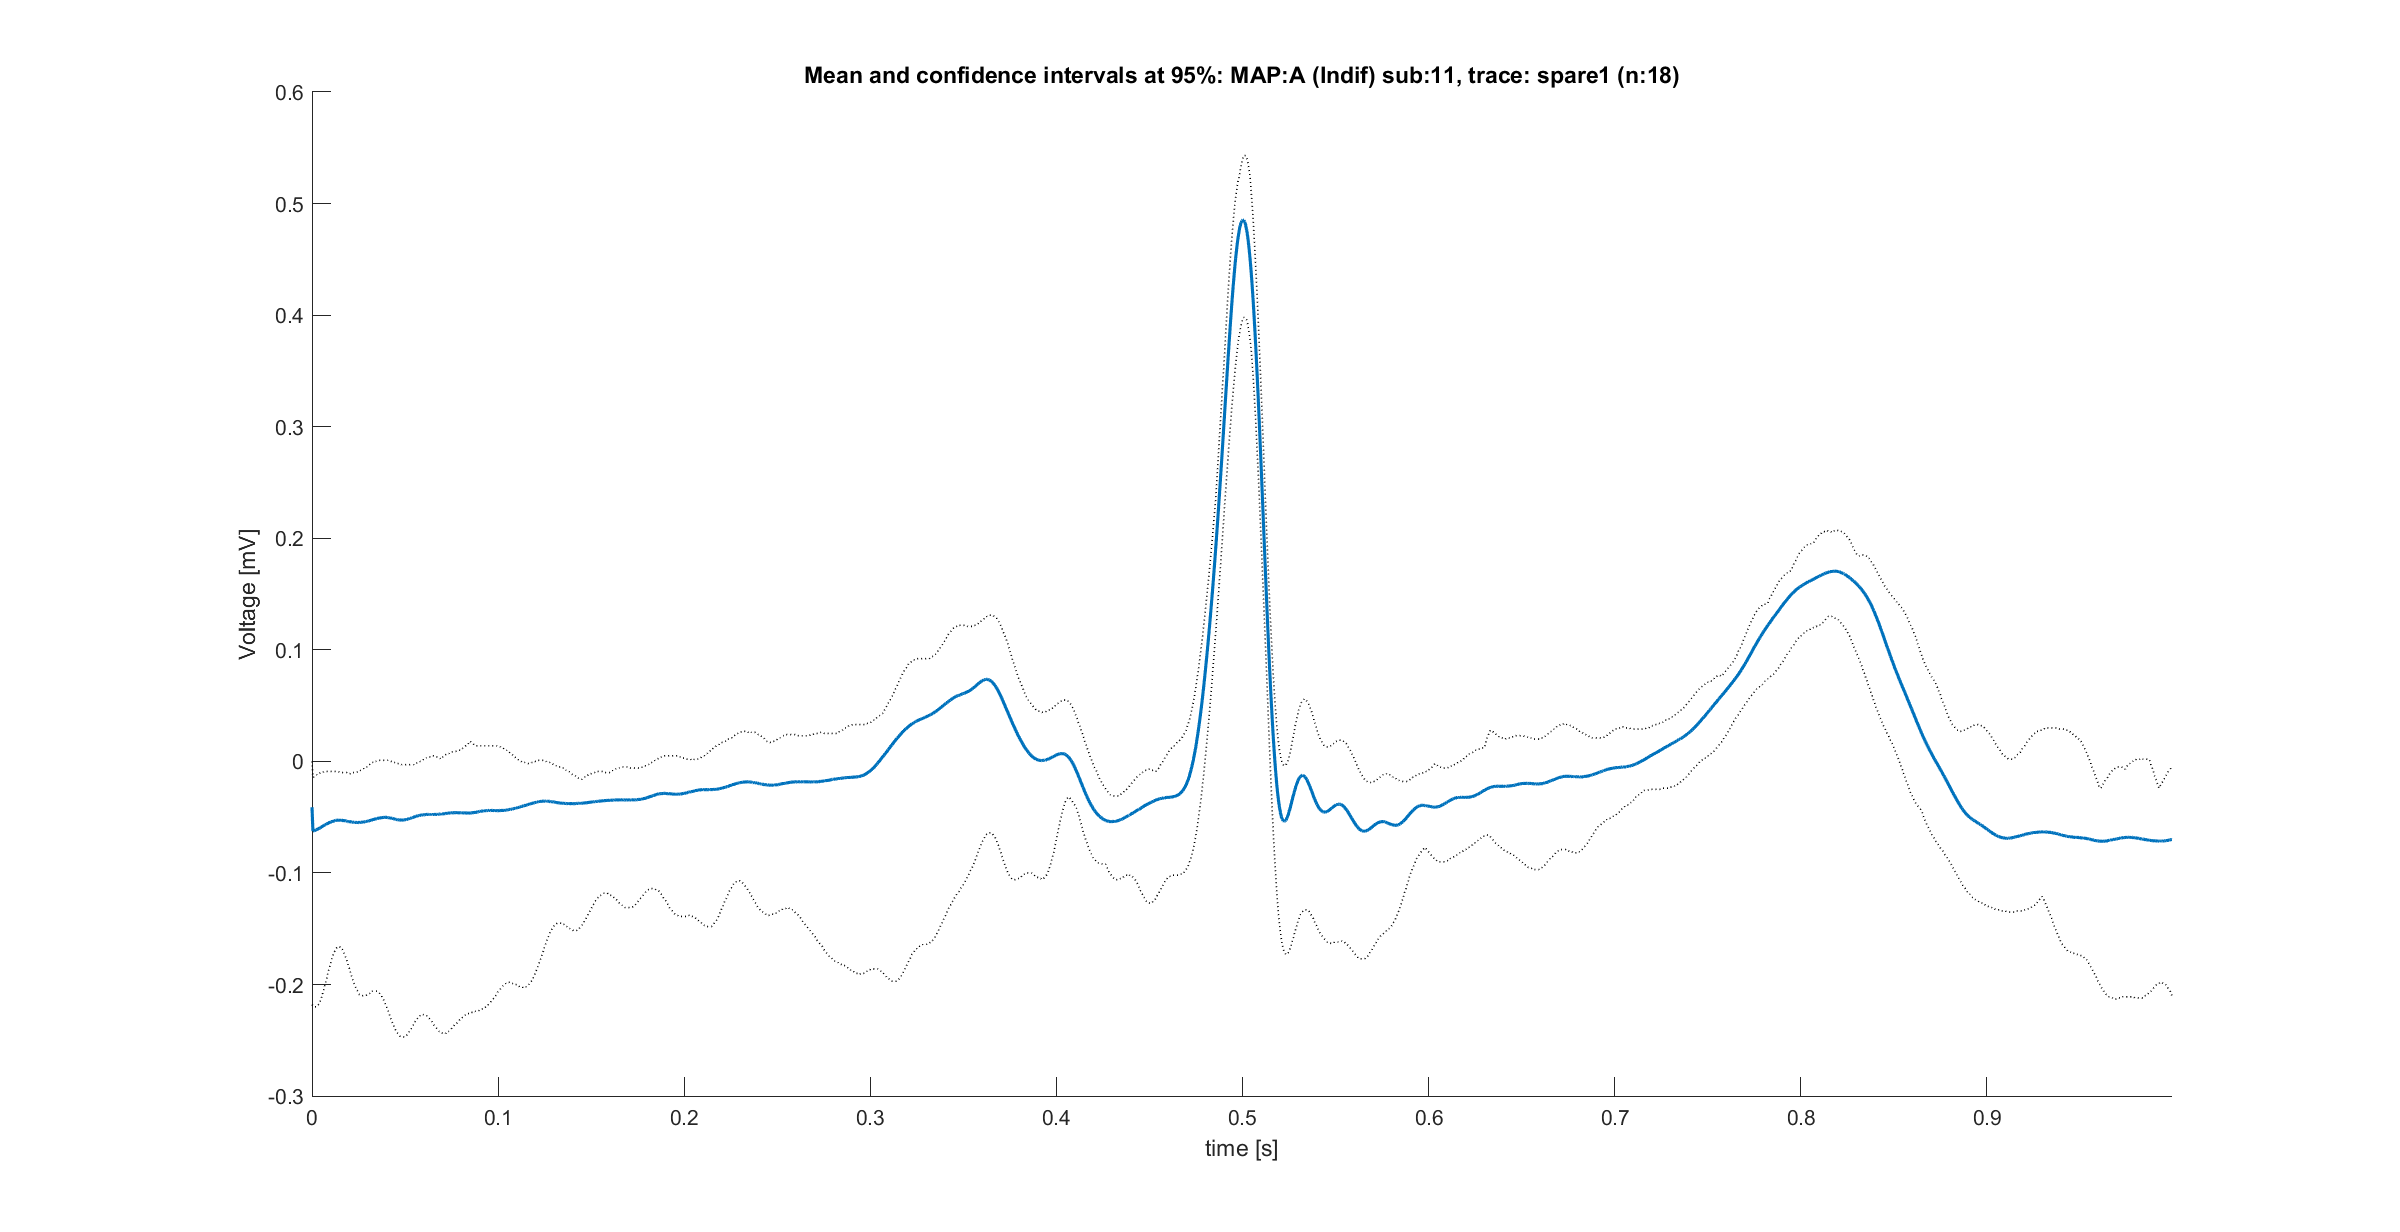 Mean and confidence intervals at 95%: MAP:A (Indif) sub:11, trace: spare1 (n:18)
0.6
0.5
0.4
0.3
0.2
0.1
0
-0.1
-0.2
-0.3
Voltage [mV]
0 0.1 0.2 0.3 0.4 0.5 0.6 0.7 0.8 0.9
time [s]